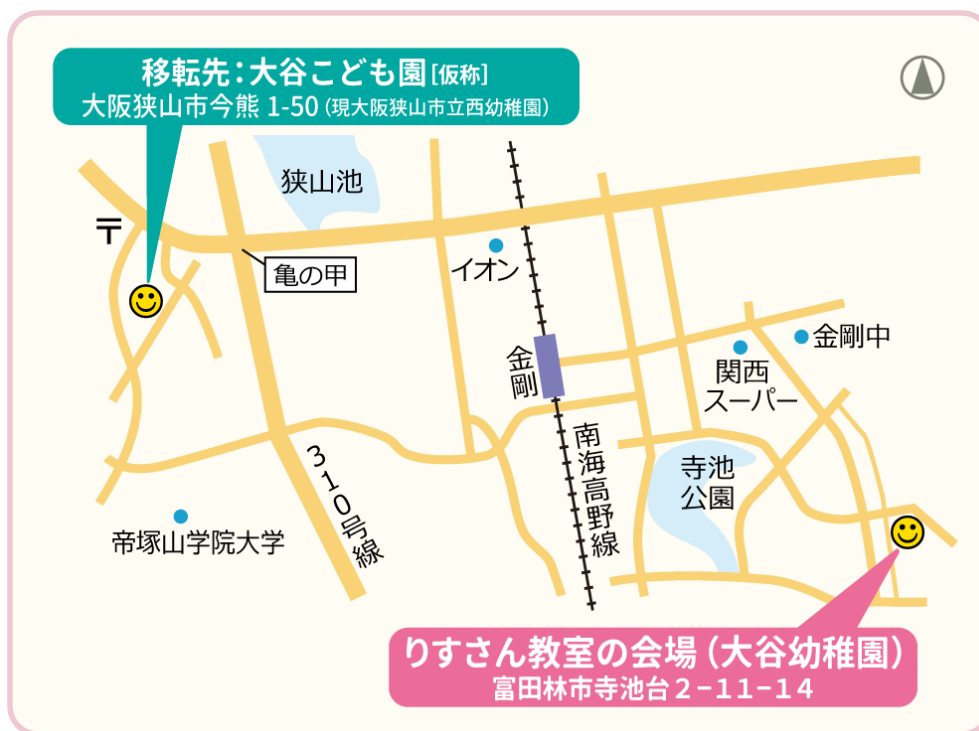 移転先：大谷こども園[仮称]
大阪狭山市今熊 1-50（現大阪狭山市立西幼稚園）
狭山池
〒
亀の甲
イオン
金剛
金剛中
関西
スーパー
南海高野線
寺池
公園
310号線
帝塚山学院大学
りすさん教室の会場（大谷幼稚園）
富田林市寺池台２−１１−１４